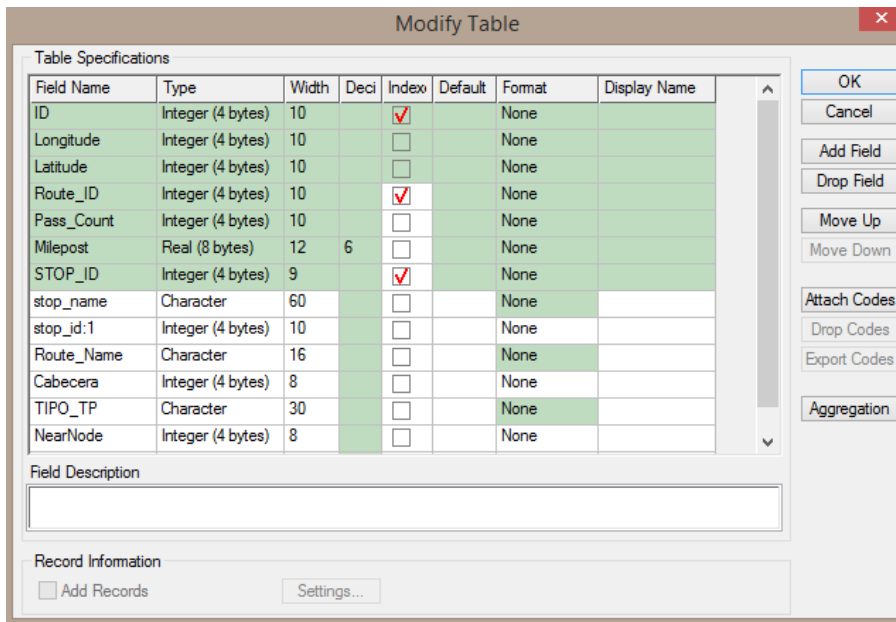 Modify Table
Table Specifications
Field Name Type Width Deci Indexe Default Format Display Name
ID Integer (4 bytes) 10 None
Longitude Integer (4 bytes) 10 None
Latitude Integer (4 bytes) 10 None
Route_ID Integer (4 bytes) 10 None
Pass_Count Integer (4 bytes) 10 None
Milepost Real (8 bytes) 12 6 None
STOP_ID Integer (4 bytes) 9 None
stop_name Character 60 None
stop_id:1 Integer (4 bytes) 10 None
Route_Name Character 16 None
Cabecera Integer (4 bytes) 8 None
TIPO_TP Character 30 None
NearNode Integer (4 bytes) 8 None
Field Description
Record Information
Add Records Settings...
OK
Cancel
Add Field
Drop Field
Move Up
Move Down
Attach Codes
Drop Codes
Export Codes
Aggregation